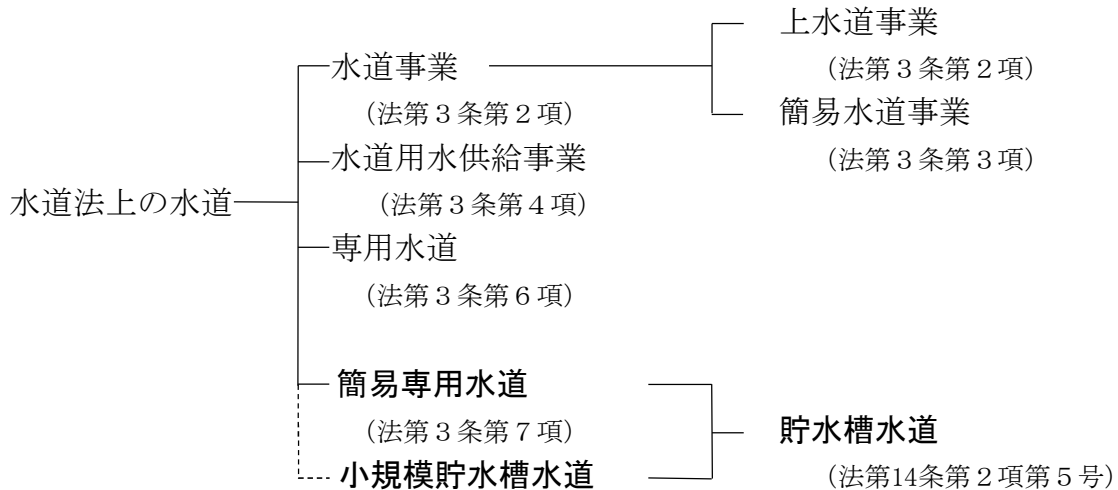 上水道事業
水道事業
(法第３条第２項)
(法第３条第２項)
簡易水道事業
水道用水供給事業
(法第３条第３項)
(法第３条第４項)
水道法上の水道
専用水道
(法第３条第６項)
簡易専用水道
(法第３条第７項)
貯水槽水道
小規模貯水槽水道
(法第14条第２項第５号)